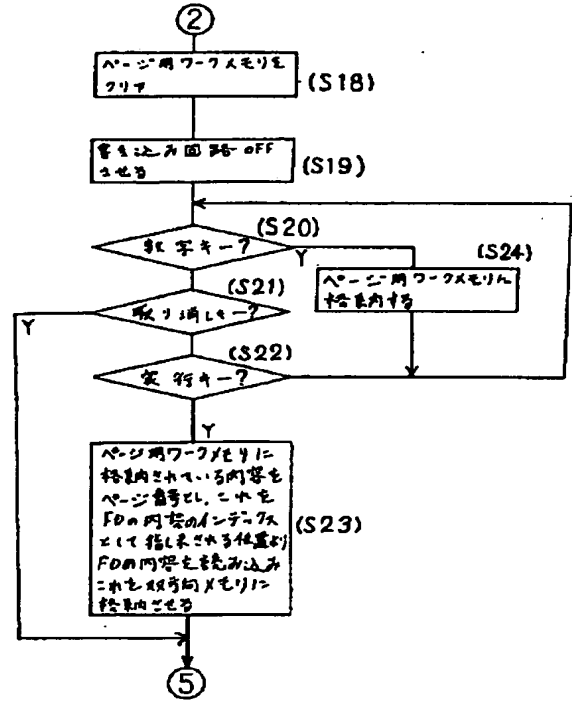 ②
ページ用ワークメモリを
クリア
(S18)
書き込み回路OFF
させる
(S19)
(S20)
数字キー?
Y
(S24)
ページ用ワークメモリに
格納する
(S21)
取り消しキー?
Y
(S22)
実行キー?
Y
ページ用ワークメモリに
格納されている内容を
ページ番号とし、これを
FDの内容のインデックス
として指し示される位置より
FDの内容を読み込み
これを双方向メモリに
格納させる
(S23)
⑤